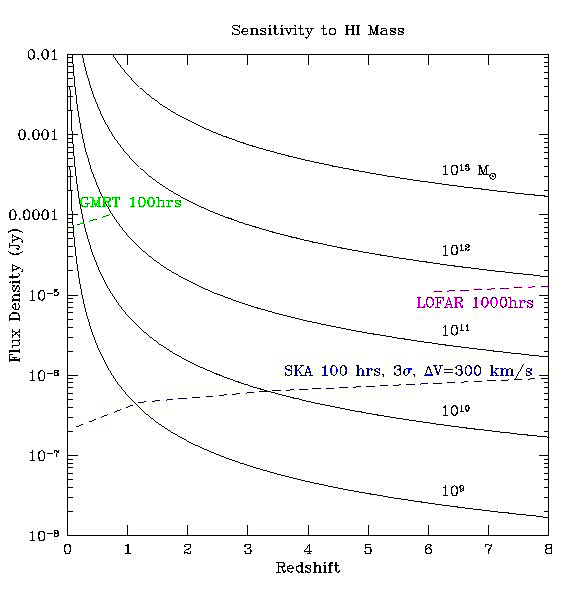 Sensitivity to HI Mass
0.01
0.001
10¹³ M⊙
GMRT 100hrs
0.0001
10¹²
Flux Density (Jy)
10⁻⁵
LOFAR 1000hrs
10¹¹
10⁻⁶
SKA 100 hrs, 3σ, ΔV=300 km/s
10¹⁰
10⁻⁷
10⁹
10⁻⁸
0 1 2 3 4 5 6 7 8
Redshift